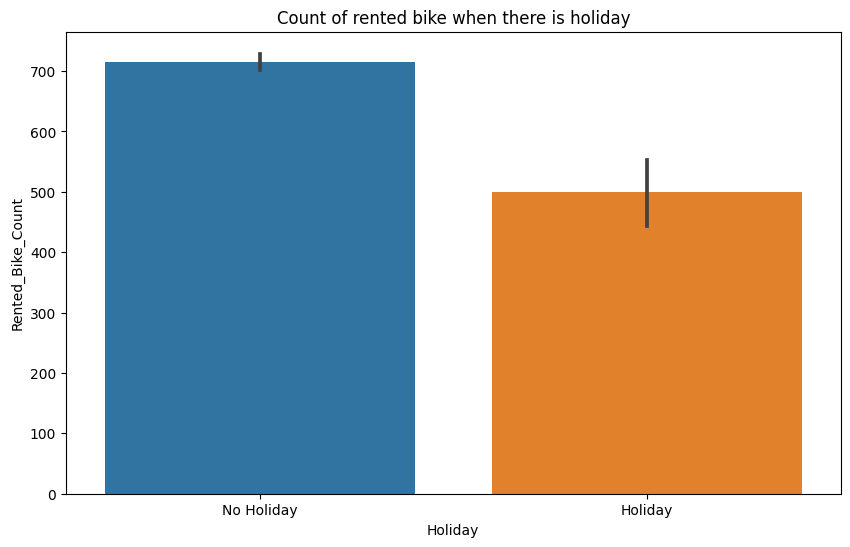 Count of rented bike when there is holiday
Rented_Bike_Count
700
600
500
400
300
200
100
0
No Holiday
Holiday
Holiday